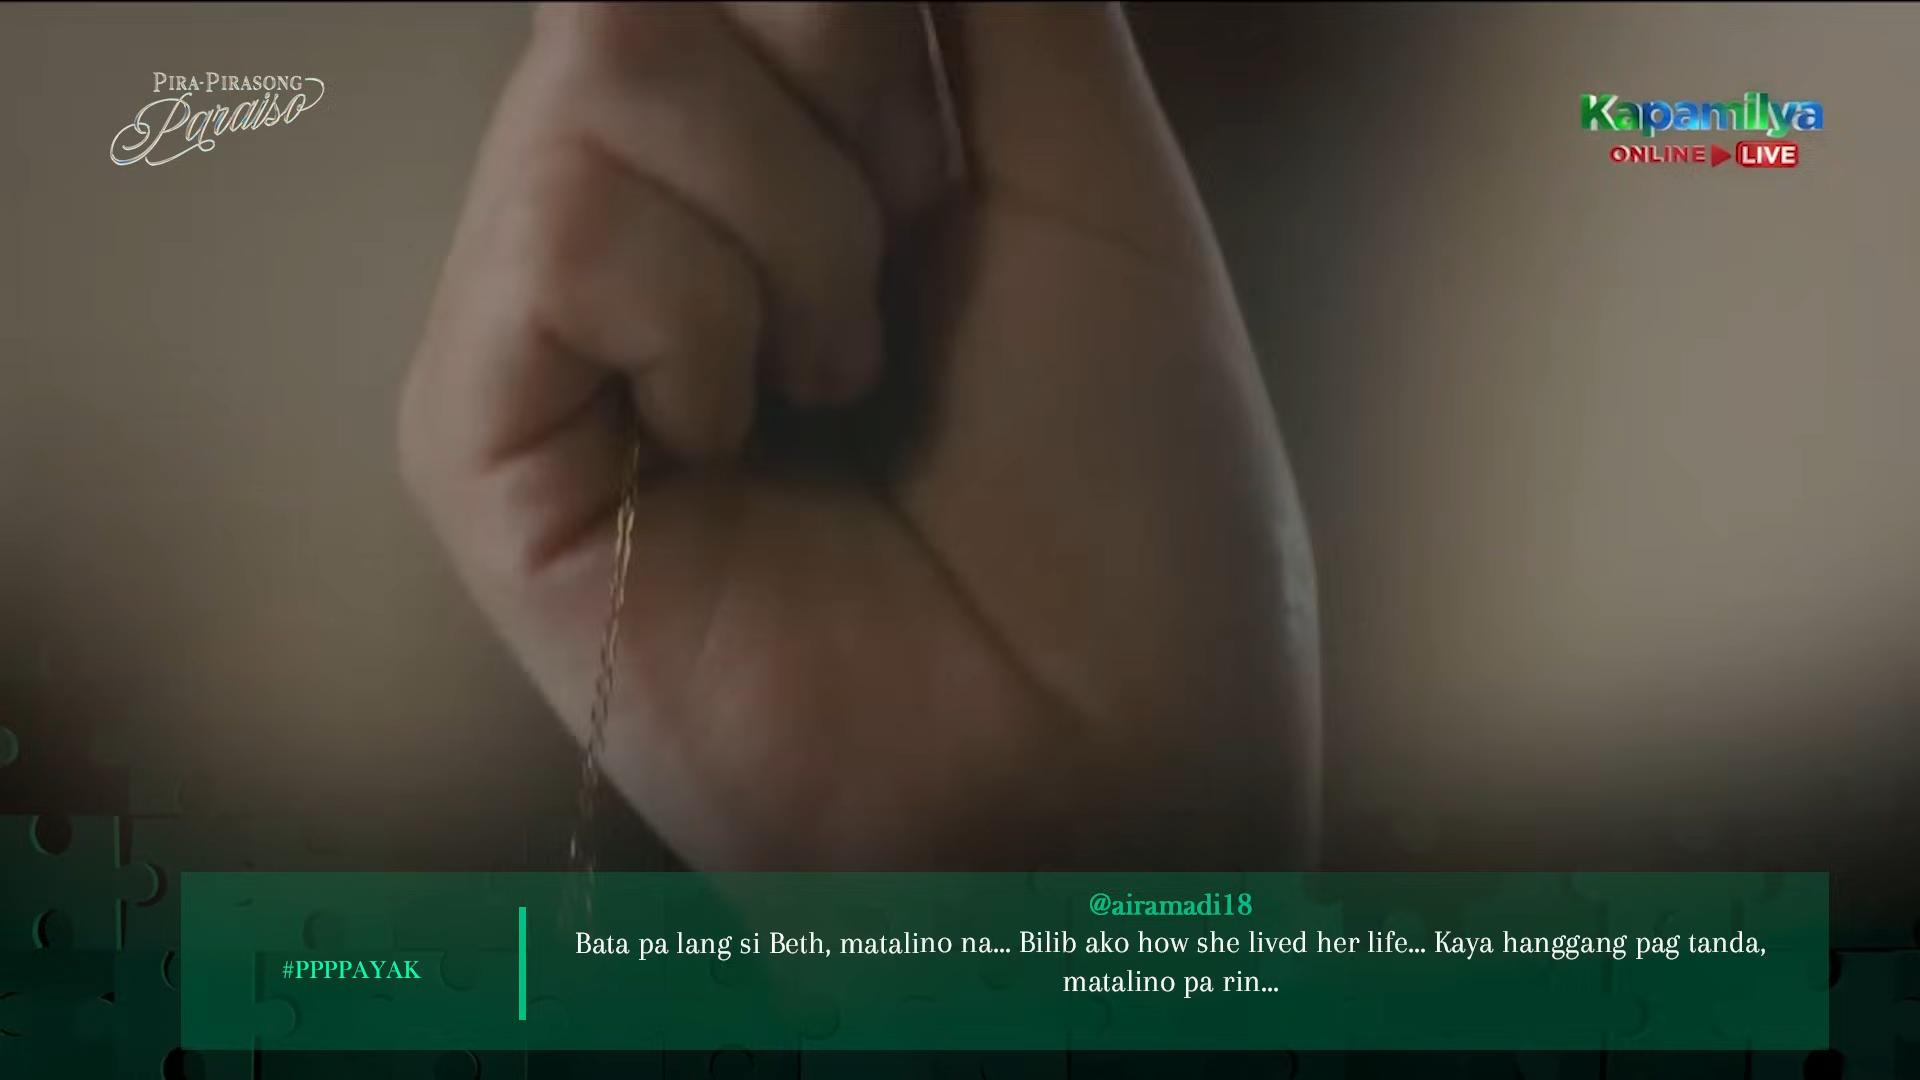 PIRA-PIRASONG
Paraiso
Kapamilya
ONLINE LIVE
@airamadi18
#PPPPAYAK
Bata pa lang si Beth, matalino na... Bilib ako how she lived her life... Kaya hanggang pag tanda,
matalino pa rin...